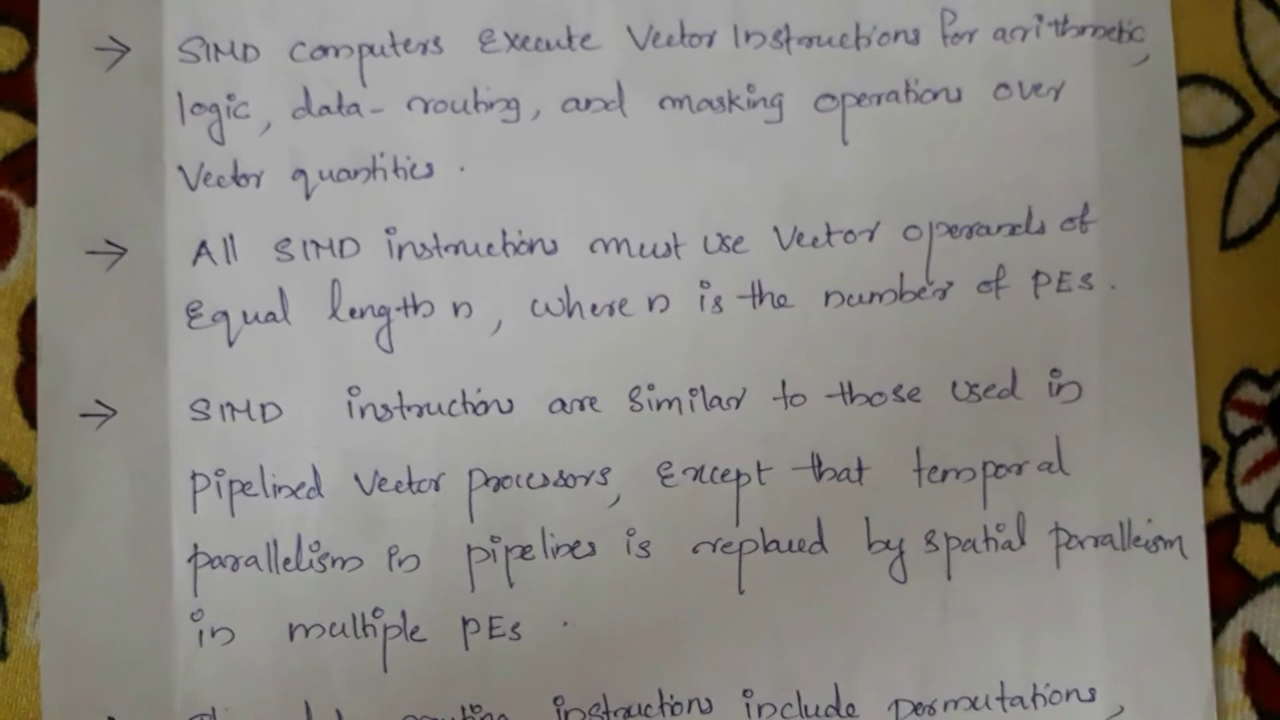 → SIMD computers execute Vector Instructions for arithmetic,
logic, data-routing, and masking operations over
Vector quantities.
→ All SIMD instructions must use Vector operands of
Equal length n, where n is the number of PEs.
→ SIMD instructions are similar to those used in
pipelined vector processors, except that temporal
parallelism in pipelines is replaced by spatial paralleism
in multiple PEs.
instructions include permutations,